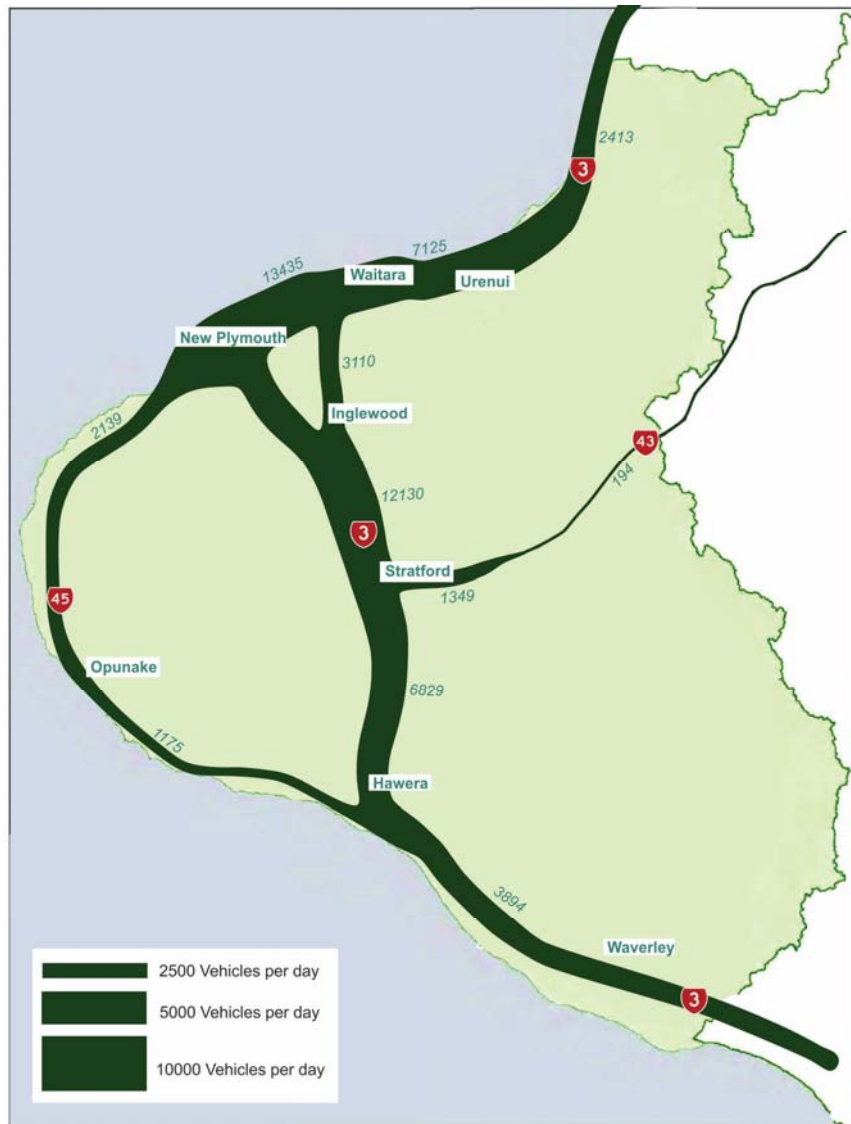 2413
3
7125
13435
Waitara
Urenui
New Plymouth
3110
Inglewood
2139
43
194
12130
3
Stratford
1349
45
Opunake
6829
1175
Hawera
3894
Waverley
3
2500 Vehicles per day
5000 Vehicles per day
10000 Vehicles per day